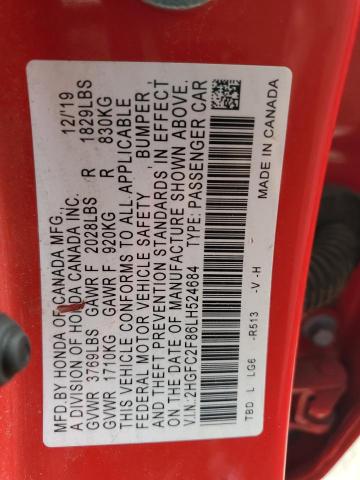 MFD.BY HONDA OF CANADA MFG., 12/19
A DIVISION OF HONDA CANADA INC.
GVWR 3769LBS GAWR F 2028LBS R 1829LBS
GVWR 1710KG GAWR F 920KG R 830KG
THIS VEHICLE CONFORMS TO ALL APPLICABLE
FEDERAL MOTOR VEHICLE SAFETY, BUMPER,
AND THEFT PREVENTION STANDARDS IN EFFECT
ON THE DATE OF MANUFACTURE SHOWN ABOVE.
V.I.N.:2HGFC2F86LH524684 TYPE: PASSENGER CAR
TBD L LG6 -R513 -V -H MADE IN CANADA